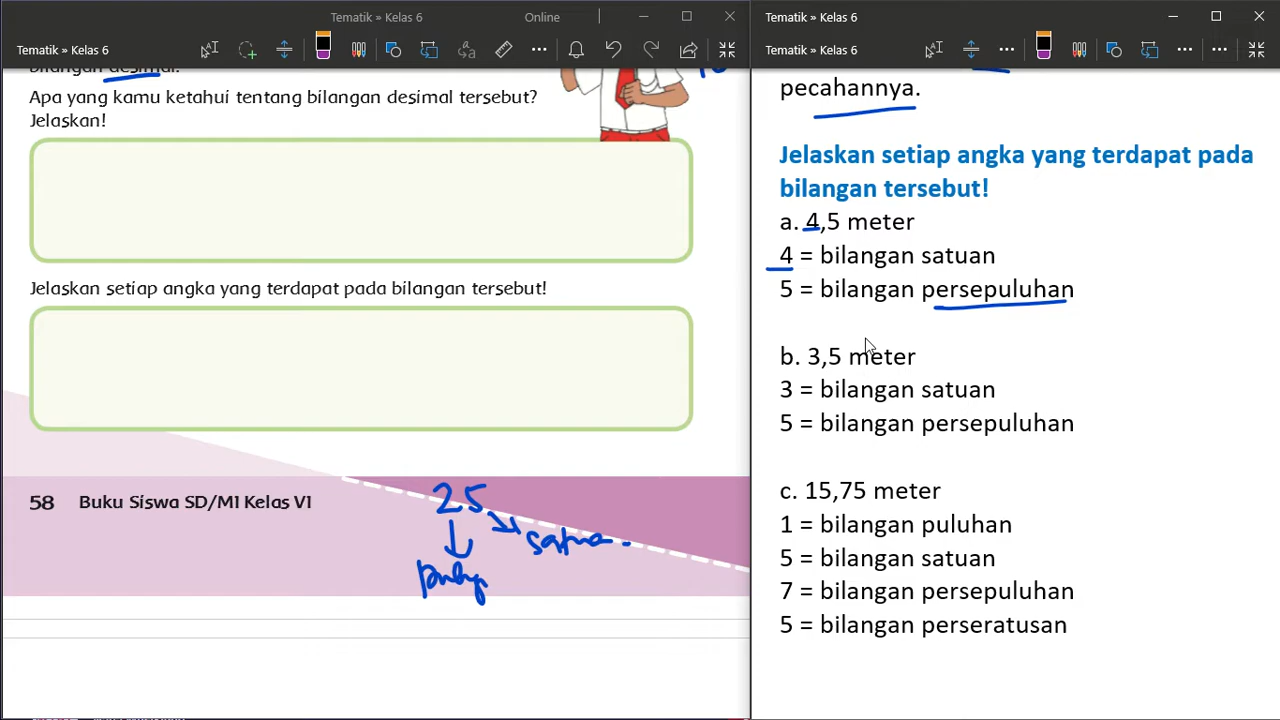 Tematik » Kelas 6
Online
Tematik » Kelas 6
bilangan desimal.
Apa yang kamu ketahui tentang bilangan desimal tersebut?
Jelaskan!
Jelaskan setiap angka yang terdapat pada bilangan tersebut!
58 Buku Siswa SD/MI Kelas VI
25
Tematik » Kelas 6
Tematik » Kelas 6
pecahannya.
Jelaskan setiap angka yang terdapat pada
bilangan tersebut!
a. 4,5 meter
4 = bilangan satuan
5 = bilangan persepuluhan
b. 3,5 meter
3 = bilangan satuan
5 = bilangan persepuluhan
c. 15,75 meter
1 = bilangan puluhan
5 = bilangan satuan
7 = bilangan persepuluhan
5 = bilangan perseratusan